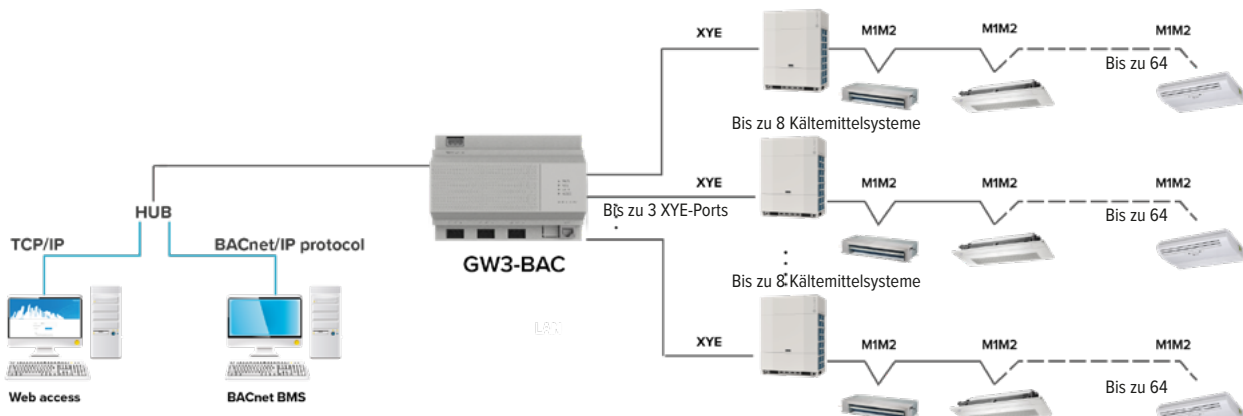 XYE
M1M2
M1M2
M1M2
Bis zu 64
Bis zu 8 Kältemittelsysteme
XYE
M1M2
M1M2
M1M2
HUB
Bis zu 3 XYE-Ports
Bis zu 64
TCP/IP
BACnet/IP protocol
GW3-BAC
Bis zu 8 Kältemittelsysteme
XYE
M1M2
M1M2
M1M2
Bis zu 64
Web access
BACnet BMS